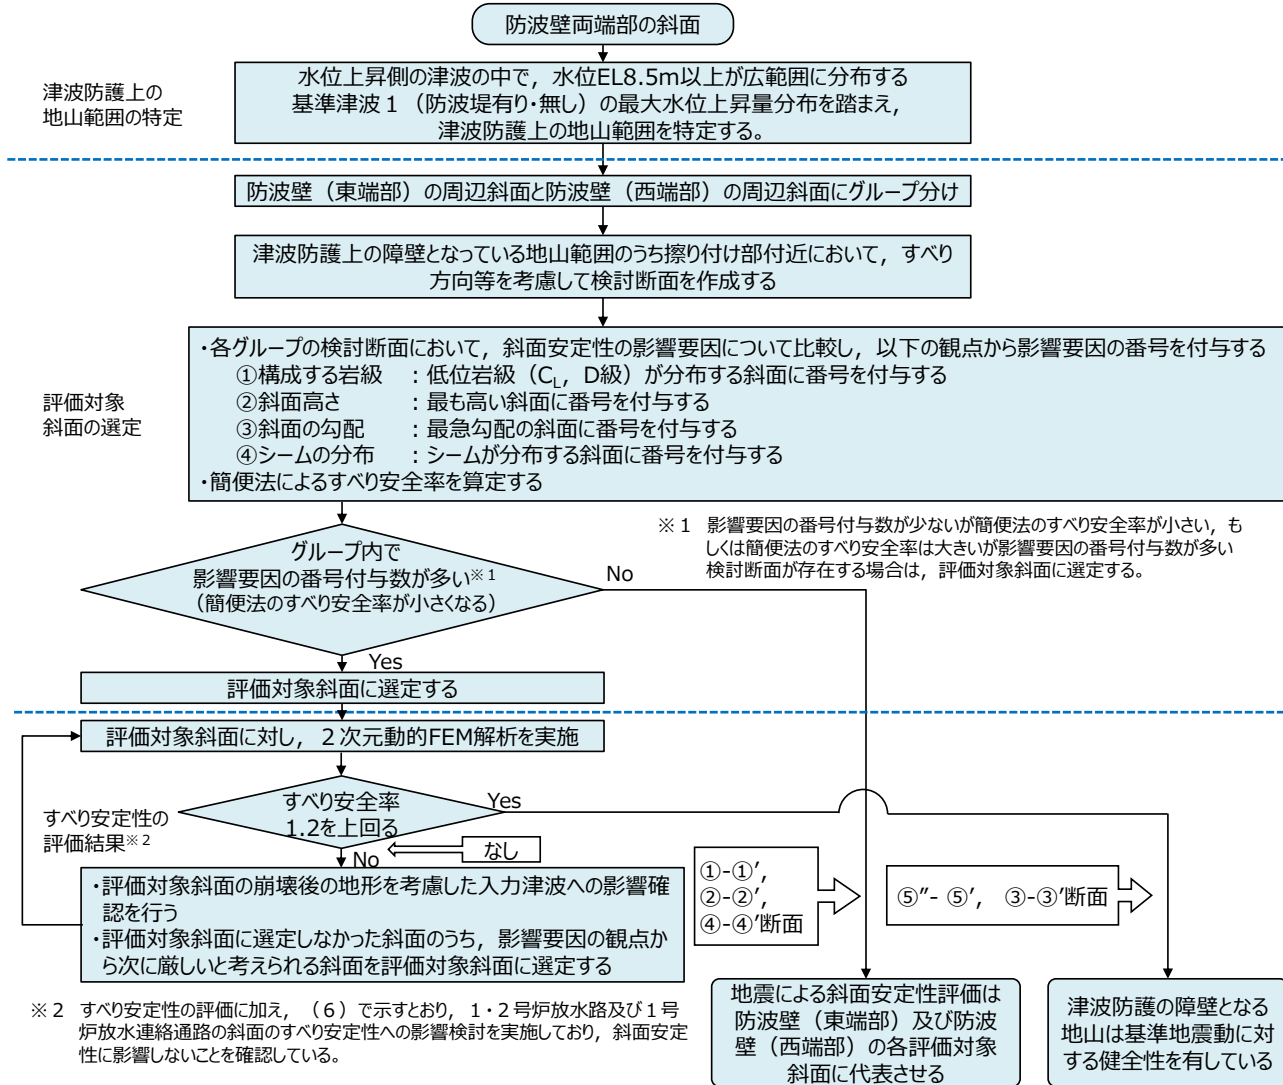 防波壁両端部の斜面
津波防護上の
地山範囲の特定
水位上昇側の津波の中で，水位EL8.5m以上が広範囲に分布する
基準津波１（防波堤有り・無し）の最大水位上昇量分布を踏まえ，
津波防護上の地山範囲を特定する。
防波壁（東端部）の周辺斜面と防波壁（西端部）の周辺斜面にグループ分け
津波防護上の障壁となっている地山範囲のうち擦り付け部付近において，すべり
方向等を考慮して検討断面を作成する
評価対象
斜面の選定
・各グループの検討断面において，斜面安定性の影響要因について比較し，以下の観点から影響要因の番号を付与する
①構成する岩級　：低位岩級（CL，D級）が分布する斜面に番号を付与する
②斜面高さ　：最も高い斜面に番号を付与する
③斜面の勾配　：最急勾配の斜面に番号を付与する
④シームの分布　：シームが分布する斜面に番号を付与する
・簡便法によるすべり安全率を算定する
※１　影響要因の番号付与数が少ないが簡便法のすべり安全率が小さい，も
しくは簡便法のすべり安全率は大きいが影響要因の番号付与数が多い
検討断面が存在する場合は，評価対象斜面に選定する。
グループ内で
影響要因の番号付与数が多い※１
（簡便法のすべり安全率が小さくなる）
No
Yes
評価対象斜面に選定する
評価対象斜面に対し，２次元動的FEM解析を実施
すべり安定性の
評価結果※２
すべり安全率
1.2を上回る
Yes
No
なし
・評価対象斜面の崩壊後の地形を考慮した入力津波への影響確
認を行う
・評価対象斜面に選定しなかった斜面のうち，影響要因の観点か
ら次に厳しいと考えられる斜面を評価対象斜面に選定する
①-①′,
②-②′,
④-④′断面
⑤″- ⑤′,　③-③′断面
※２　すべり安定性の評価に加え，（６）で示すとおり，１・２号炉放水路及び１号
炉放水連絡通路の斜面のすべり安定性への影響検討を実施しており，斜面安定
性に影響しないことを確認している。
地震による斜面安定性評価は
防波壁（東端部）及び防波
壁（西端部）の各評価対象
斜面に代表させる
津波防護の障壁となる
地山は基準地震動に対
する健全性を有している